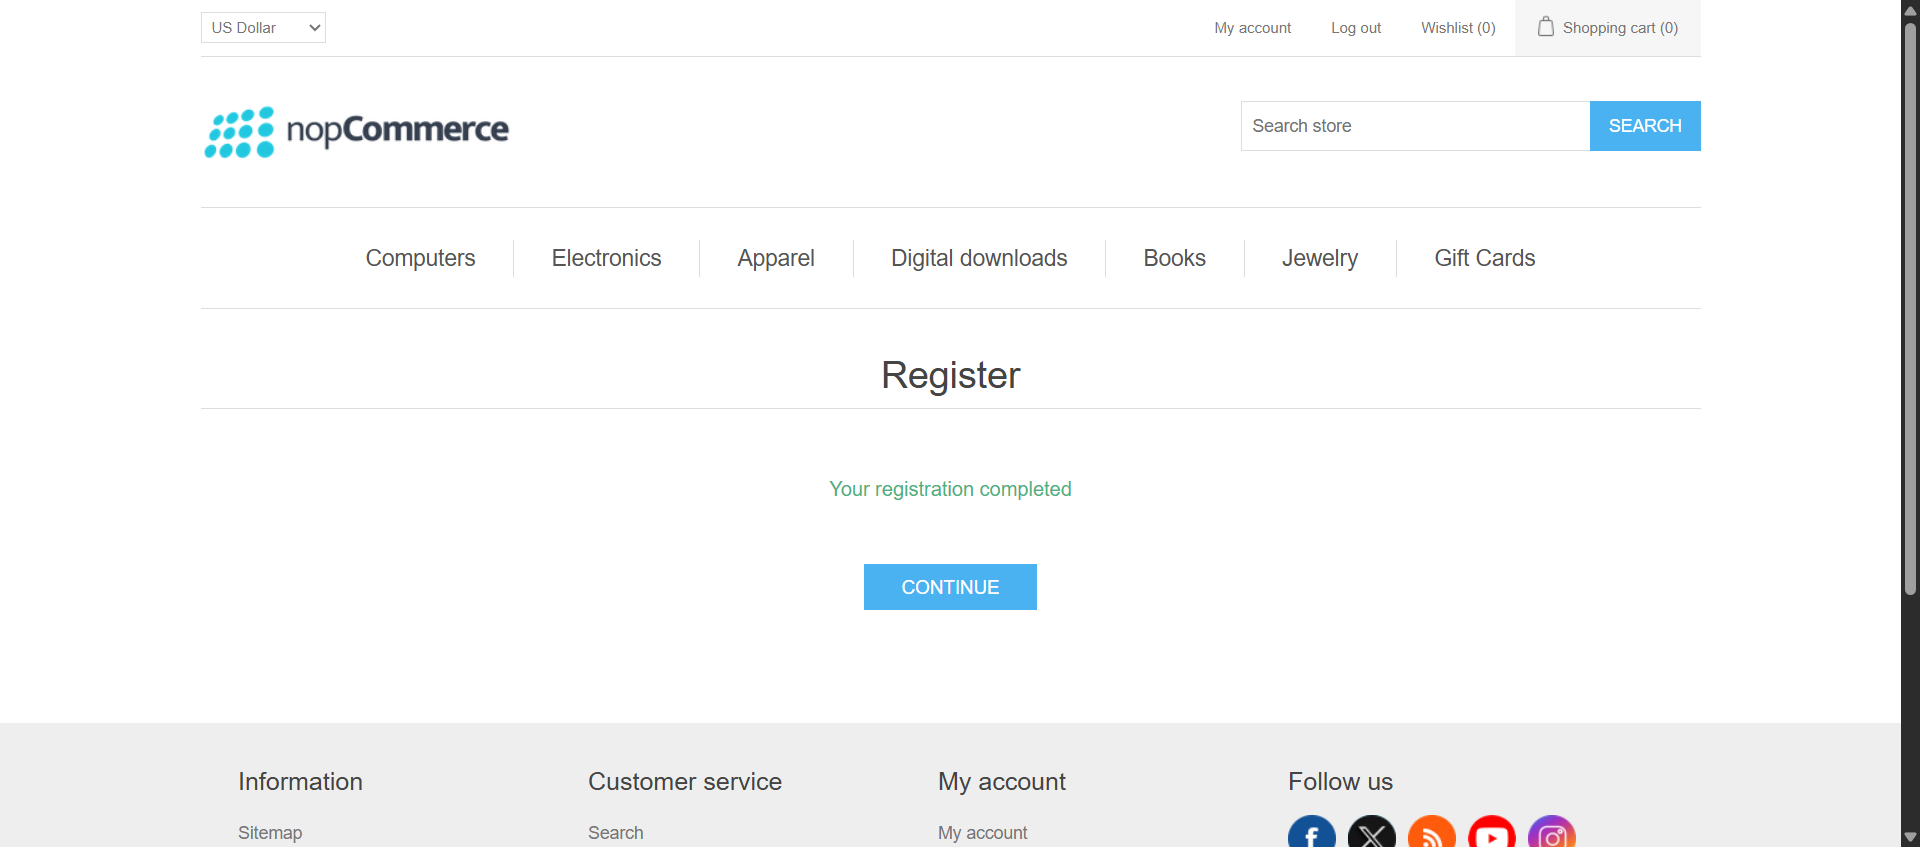 US Dollar
My account
Log out
Wishlist (0)
Shopping cart (0)
nopCommerce
Search store
SEARCH
Computers
Electronics
Apparel
Digital downloads
Books
Jewelry
Gift Cards
Register
Your registration completed
CONTINUE
Information
Customer service
My account
Follow us
Sitemap
Search
My account